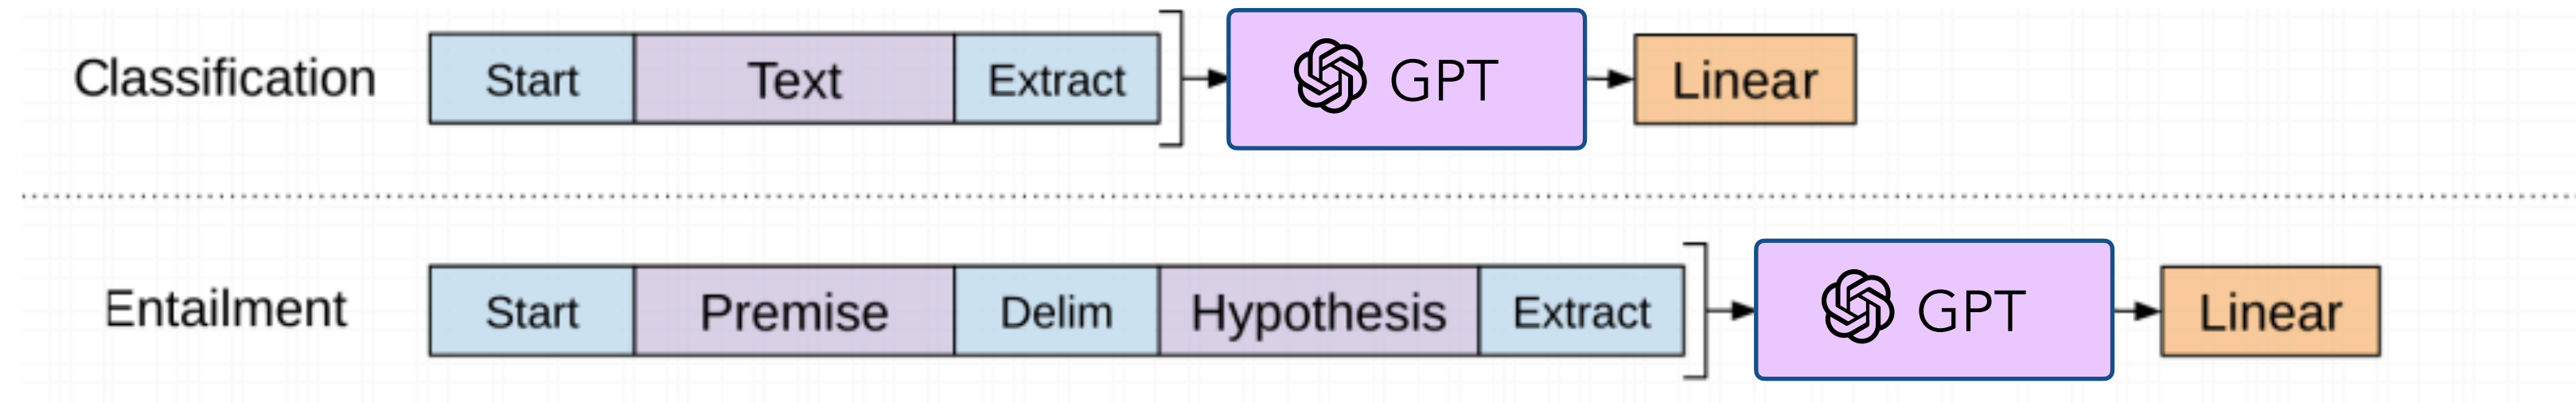 Classification Start Text Extract GPT Linear
Entailment Start Premise Delim Hypothesis Extract GPT Linear